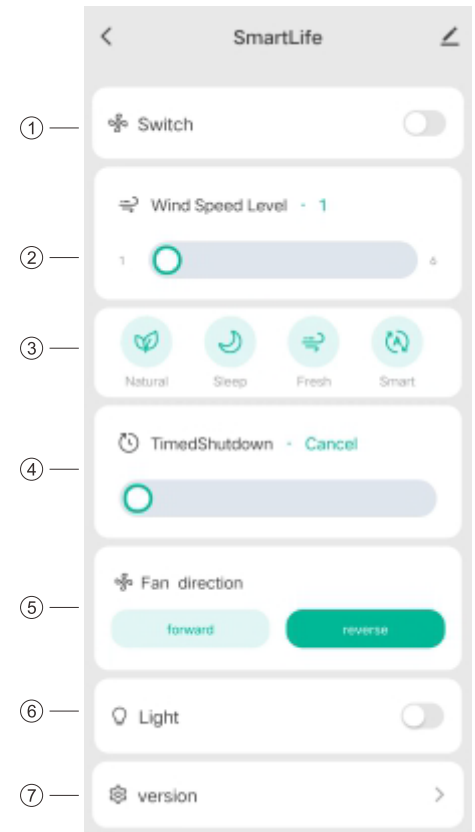 SmartLife
① Switch
Wind Speed Level · 1
② 1 6
③
Natural Sleep Fresh Smart
TimedShutdown · Cancel
④
Fan direction
⑤ forward reverse
⑥ Light
⑦ version